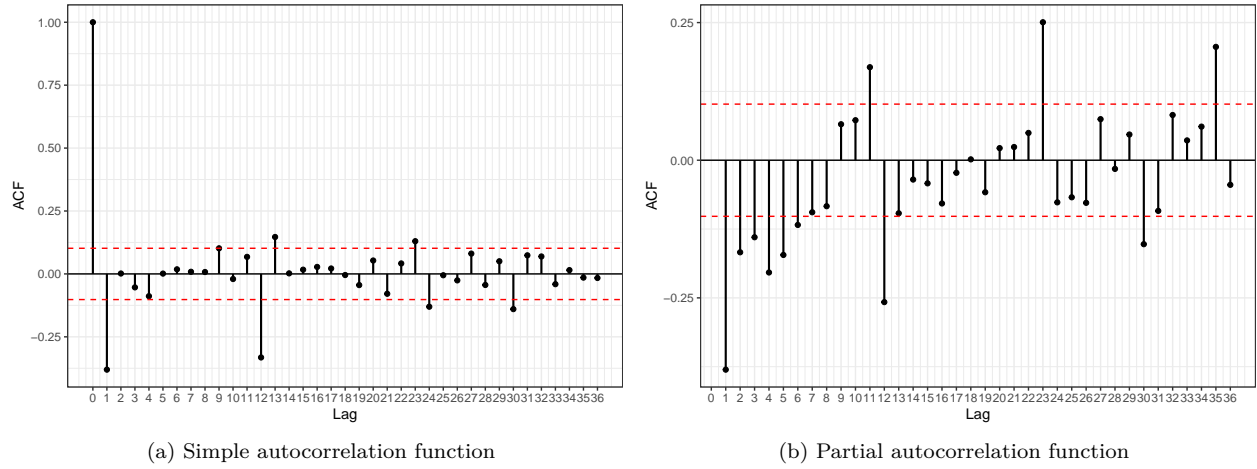 1.00
0.75
0.50
0.25
0.00
−0.25
ACF
0 1 2 3 4 5 6 7 8 9 10 11 12 13 14 15 16 17 18 19 20 21 22 23 24 25 26 27 28 29 30 31 32 33 34 35 36
Lag
(a) Simple autocorrelation function
0.25
0.00
−0.25
ACF
0 1 2 3 4 5 6 7 8 9 10 11 12 13 14 15 16 17 18 19 20 21 22 23 24 25 26 27 28 29 30 31 32 33 34 35 36
Lag
(b) Partial autocorrelation function